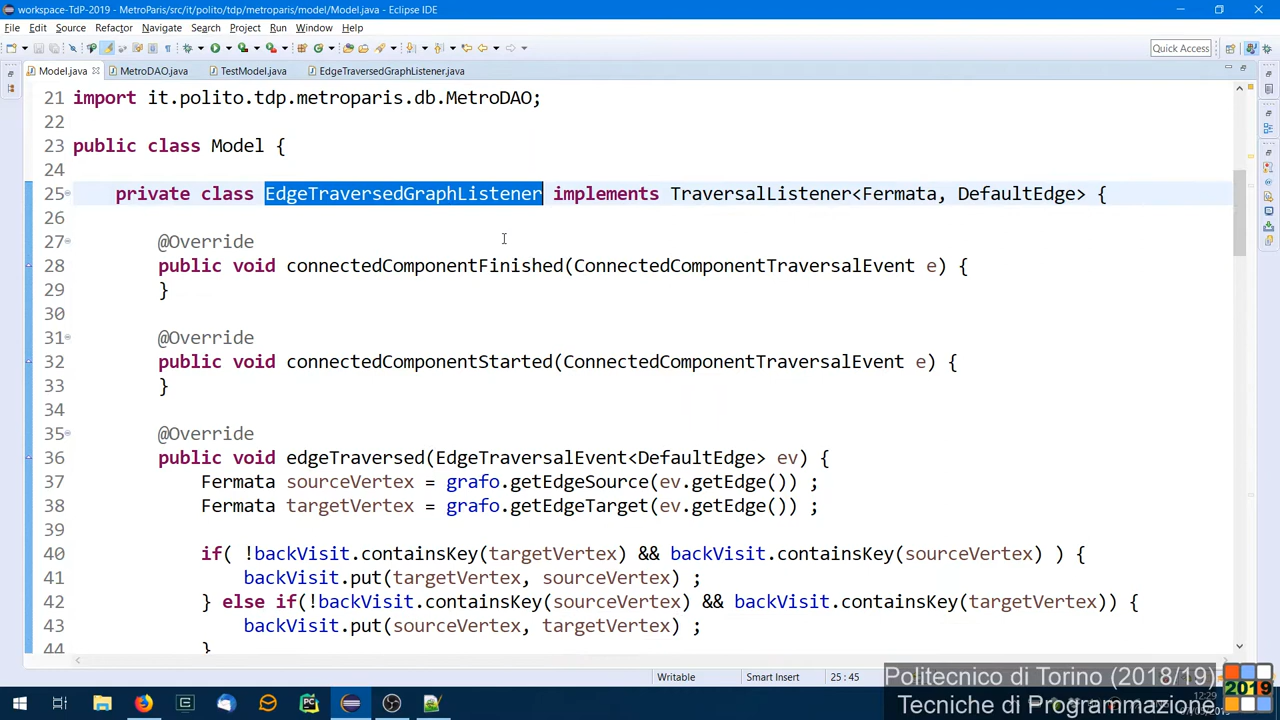 workspace-TdP-2019 - MetroParis/src/it/polito/tdp/metroparis/model/Model.java - Eclipse IDE
File Edit Source Refactor Navigate Search Project Run Window Help
Quick Access
Model.java MetroDAO.java TestModel.java EdgeTraversedGraphListener.java
21 import it.polito.tdp.metroparis.db.MetroDAO;
22
23 public class Model {
24
25 private class EdgeTraversedGraphListener implements TraversalListener<Fermata, DefaultEdge> {
26
27 @Override
28 public void connectedComponentFinished(ConnectedComponentTraversalEvent e) {
29 }
30
31 @Override
32 public void connectedComponentStarted(ConnectedComponentTraversalEvent e) {
33 }
34
35 @Override
36 public void edgeTraversed(EdgeTraversalEvent<DefaultEdge> ev) {
37 Fermata sourceVertex = grafo.getEdgeSource(ev.getEdge()) ;
38 Fermata targetVertex = grafo.getEdgeTarget(ev.getEdge()) ;
39
40 if( !backVisit.containsKey(targetVertex) && backVisit.containsKey(sourceVertex) ) {
41 backVisit.put(targetVertex, sourceVertex) ;
42 } else if(!backVisit.containsKey(sourceVertex) && backVisit.containsKey(targetVertex)) {
43 backVisit.put(sourceVertex, targetVertex) ;
44 }
Writable Smart Insert 25 : 45
Politecnico di Torino (2018/19)
Tecniche di Programmazione
2019
12:29